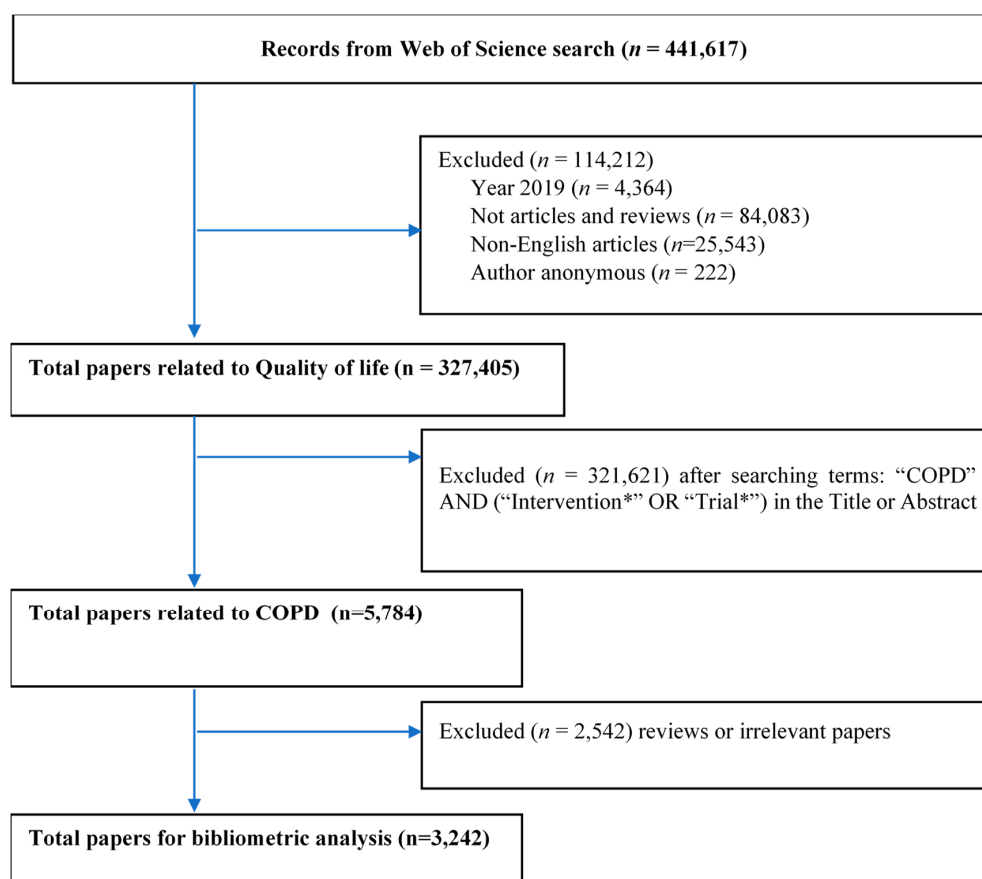 Records from Web of Science search (n = 441,617)
Excluded (n = 114,212)
Year 2019 (n = 4,364)
Not articles and reviews (n = 84,083)
Non-English articles (n=25,543)
Author anonymous (n = 222)
Total papers related to Quality of life (n = 327,405)
Excluded (n = 321,621) after searching terms: “COPD”
AND (“Intervention*” OR “Trial*”) in the Title or Abstract
Total papers related to COPD (n=5,784)
Excluded (n = 2,542) reviews or irrelevant papers
Total papers for bibliometric analysis (n=3,242)